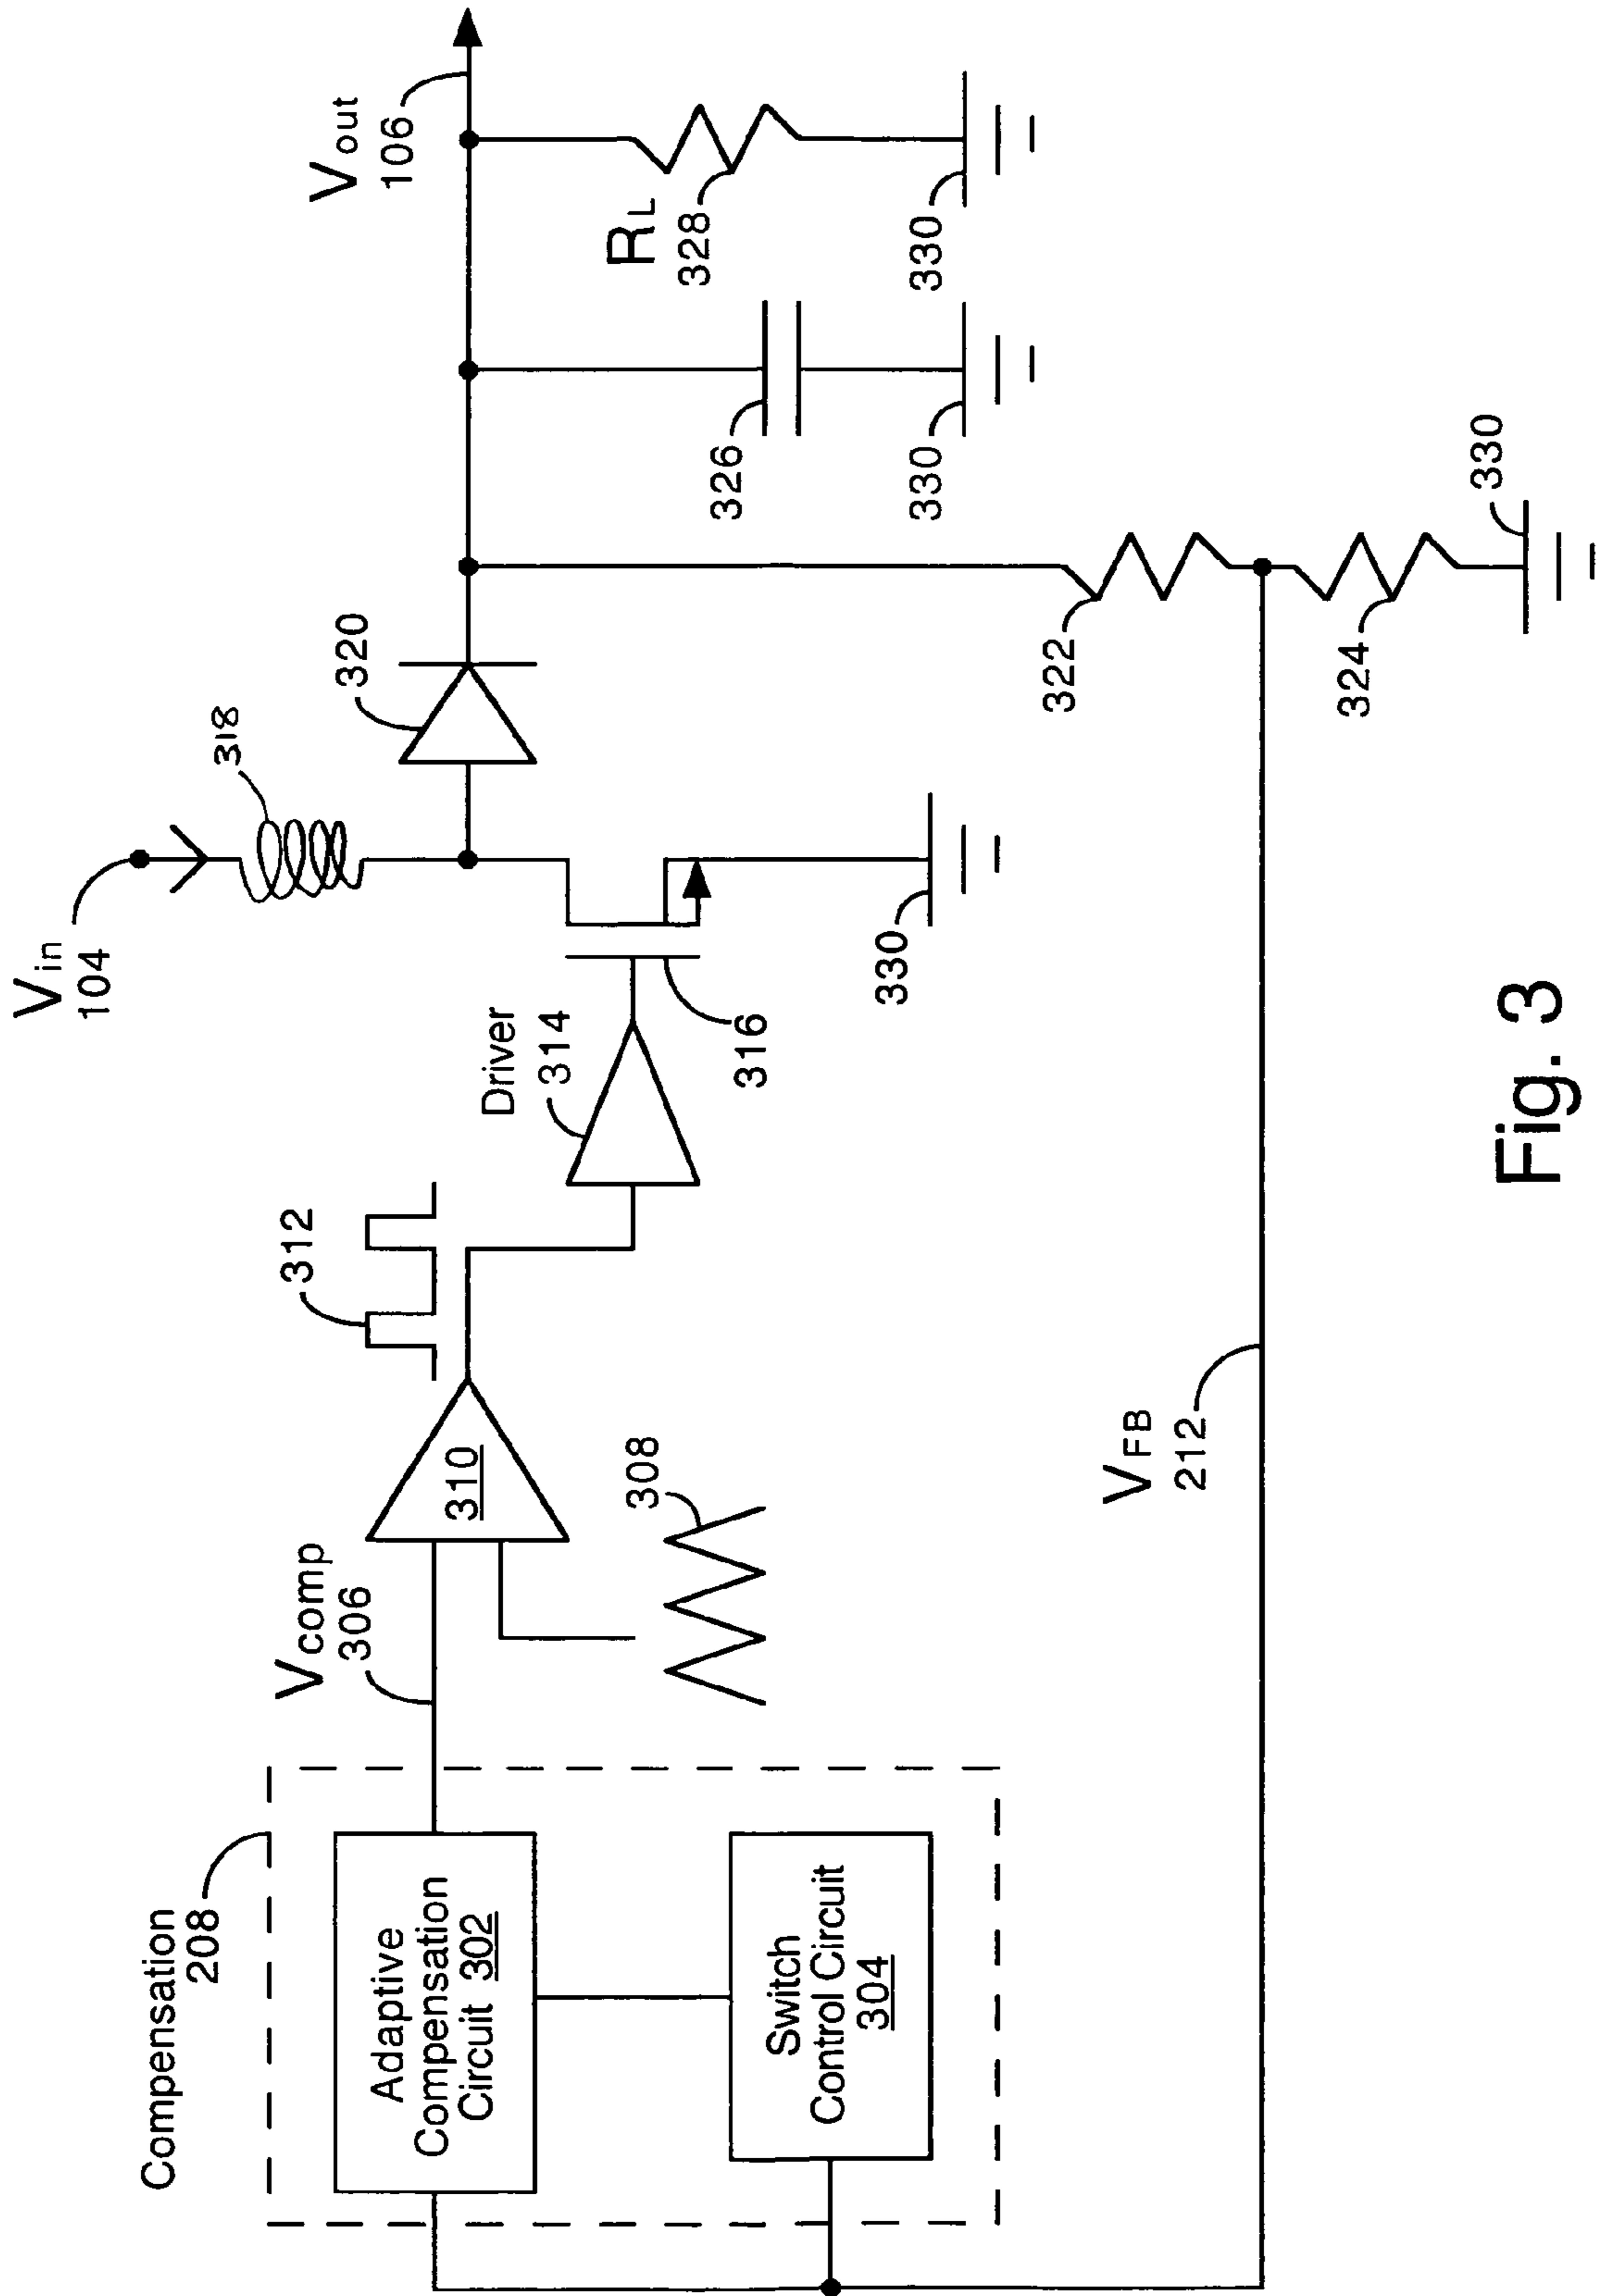 Compensation
208
Adaptive
Compensation
Circuit 302
Switch
Control Circuit
304
Vcomp
306
310
308
312
Driver
314
316
Vin
104
318
320
330
Vout
106
RL
328
326
330
330
322
324
330
VFB
212
Fig. 3